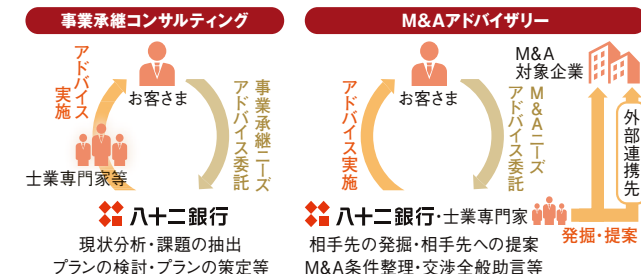 事業承継コンサルティング
お客さま
アドバイス
実施
事業承継ニーズ
アドバイス委託
士業専門家等
八十二銀行
現状分析・課題の抽出
プランの検討・プランの策定等
M&Aアドバイザリー
M&A
対象企業
お客さま
アドバイス実施
M&Aニーズ
アドバイス委託
外部連携先
八十二銀行・士業専門家
発掘・提案
相手先の発掘・相手先への提案
M&A条件整理・交渉全般助言等